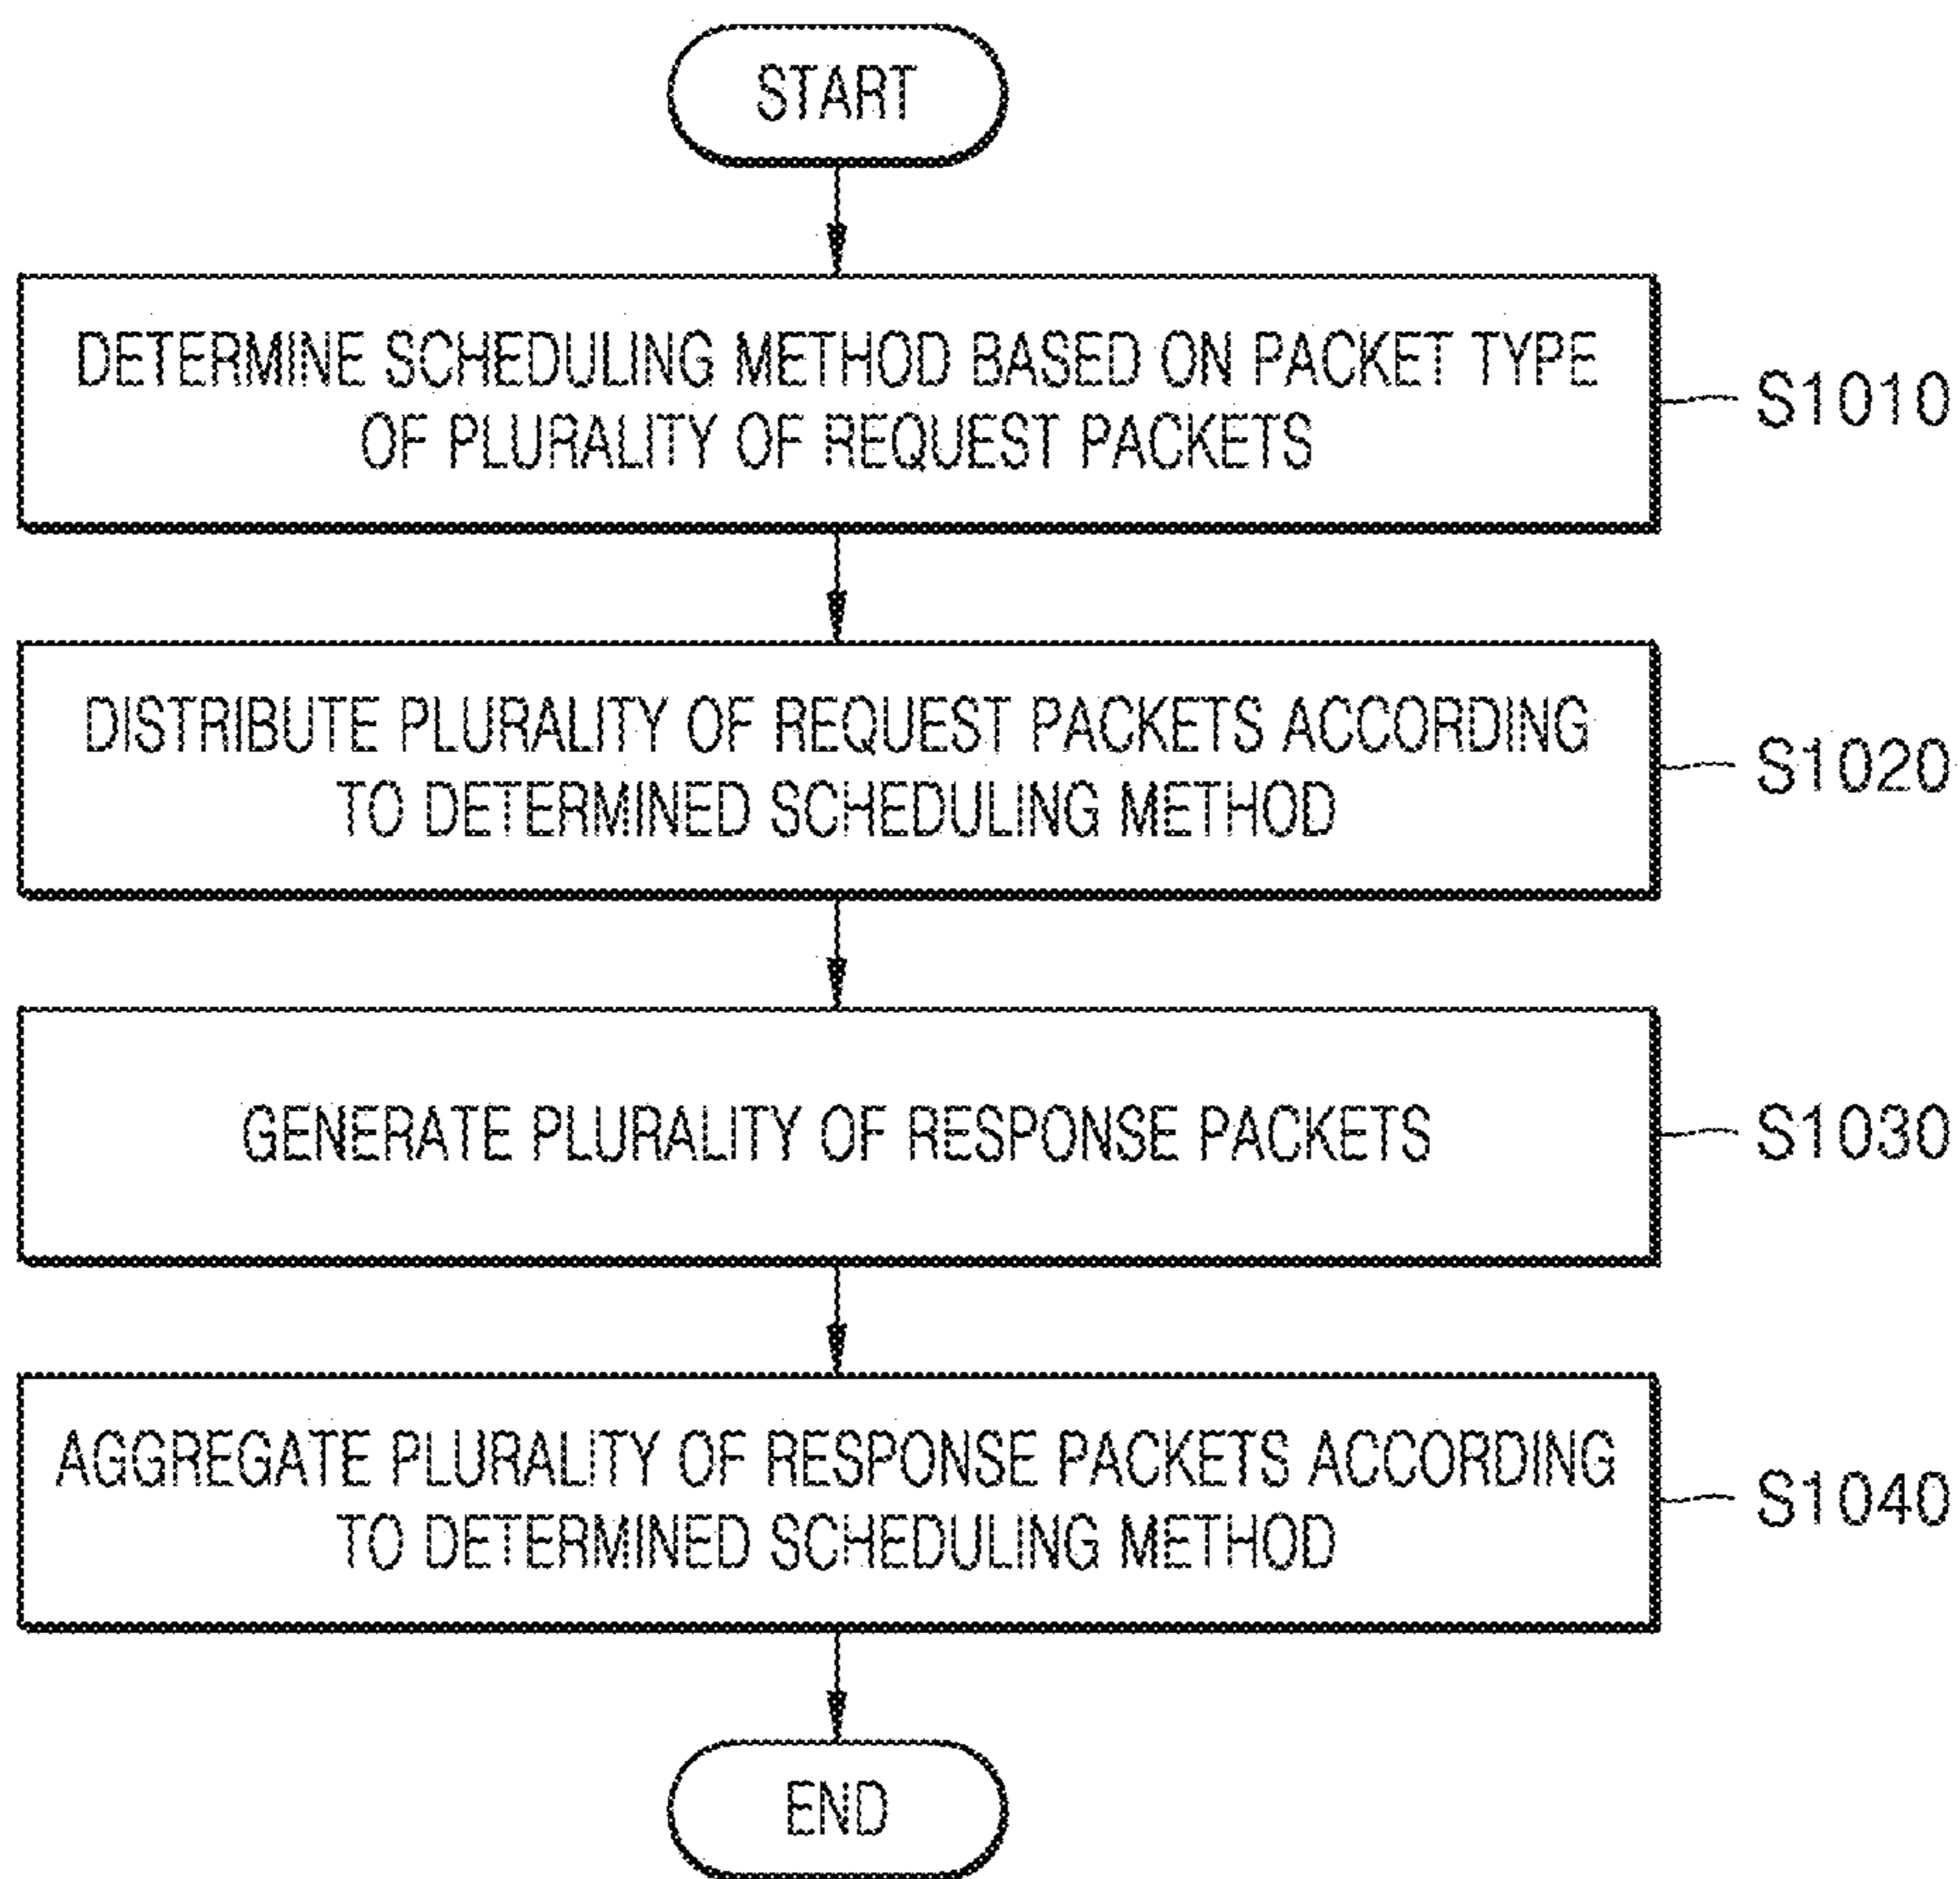 START
DETERMINE SCHEDULING METHOD BASED ON PACKET TYPE
OF PLURALITY OF REQUEST PACKETS
S1010
DISTRIBUTE PLURALITY OF REQUEST PACKETS ACCORDING
TO DETERMINED SCHEDULING METHOD
S1020
GENERATE PLURALITY OF RESPONSE PACKETS
S1030
AGGREGATE PLURALITY OF RESPONSE PACKETS ACCORDING
TO DETERMINED SCHEDULING METHOD
S1040
END